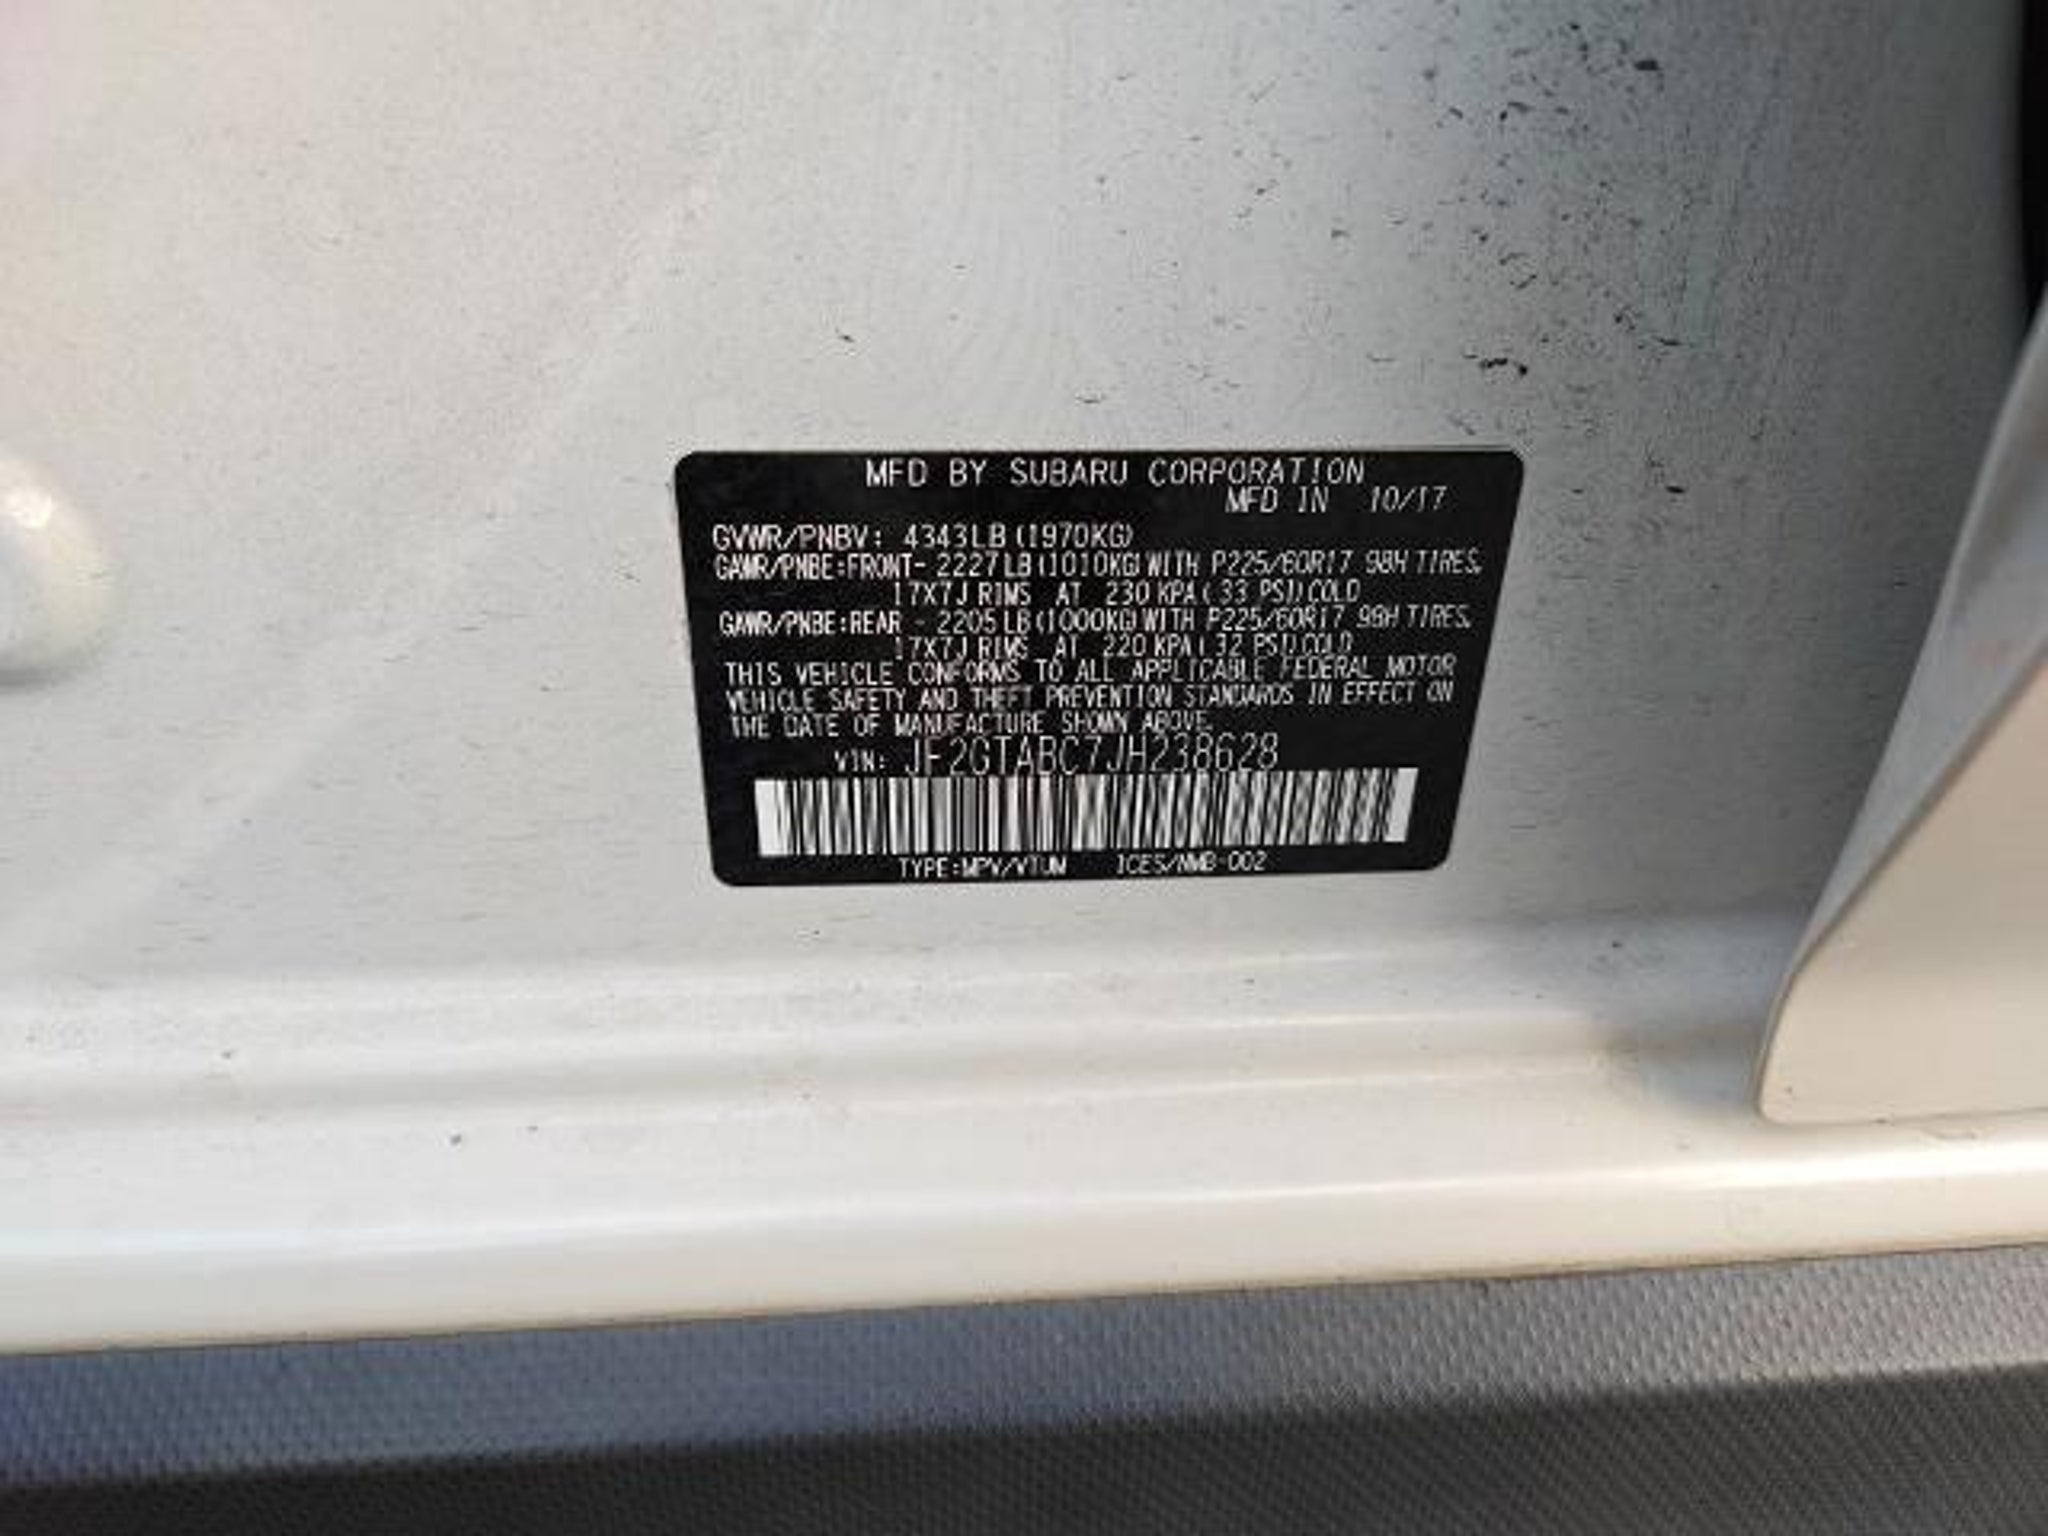 MFD BY SUBARU CORPORATION
MFD IN 10/17
GVWR/PNBV: 4343LB(1970KG)
GAWR/PNBE:FRONT- 2227LB(1010KG)WITH P225/60R17 98H TIRES,
17X7J RIMS AT 230 KPA( 33 PSI)COLD
GAWR/PNBE:REAR - 2205LB(1000KG)WITH P225/60R17 98H TIRES,
17X7J RIMS AT 220 KPA( 32 PSI)COLD
THIS VEHICLE CONFORMS TO ALL APPLICABLE FEDERAL MOTOR
VEHICLE SAFETY AND THEFT PREVENTION STANDARDS IN EFFECT ON
THE DATE OF MANUFACTURE SHOWN ABOVE.
VIN: JF2GTABC7JH238628
TYPE:MPV/VTUM ICES/NMB-002